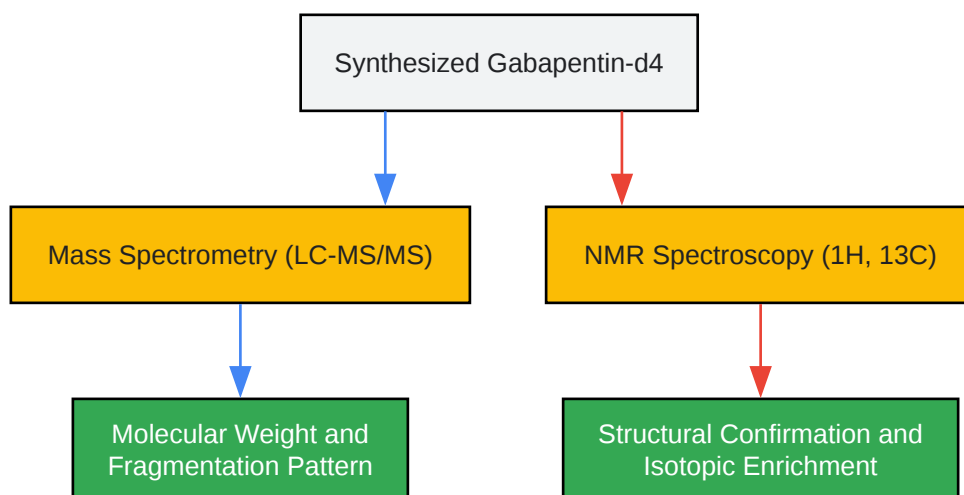 Synthesized Gabapentin-d4
Mass Spectrometry (LC-MS/MS)
NMR Spectroscopy (1H, 13C)
Molecular Weight and
Fragmentation Pattern
Structural Confirmation and
Isotopic Enrichment